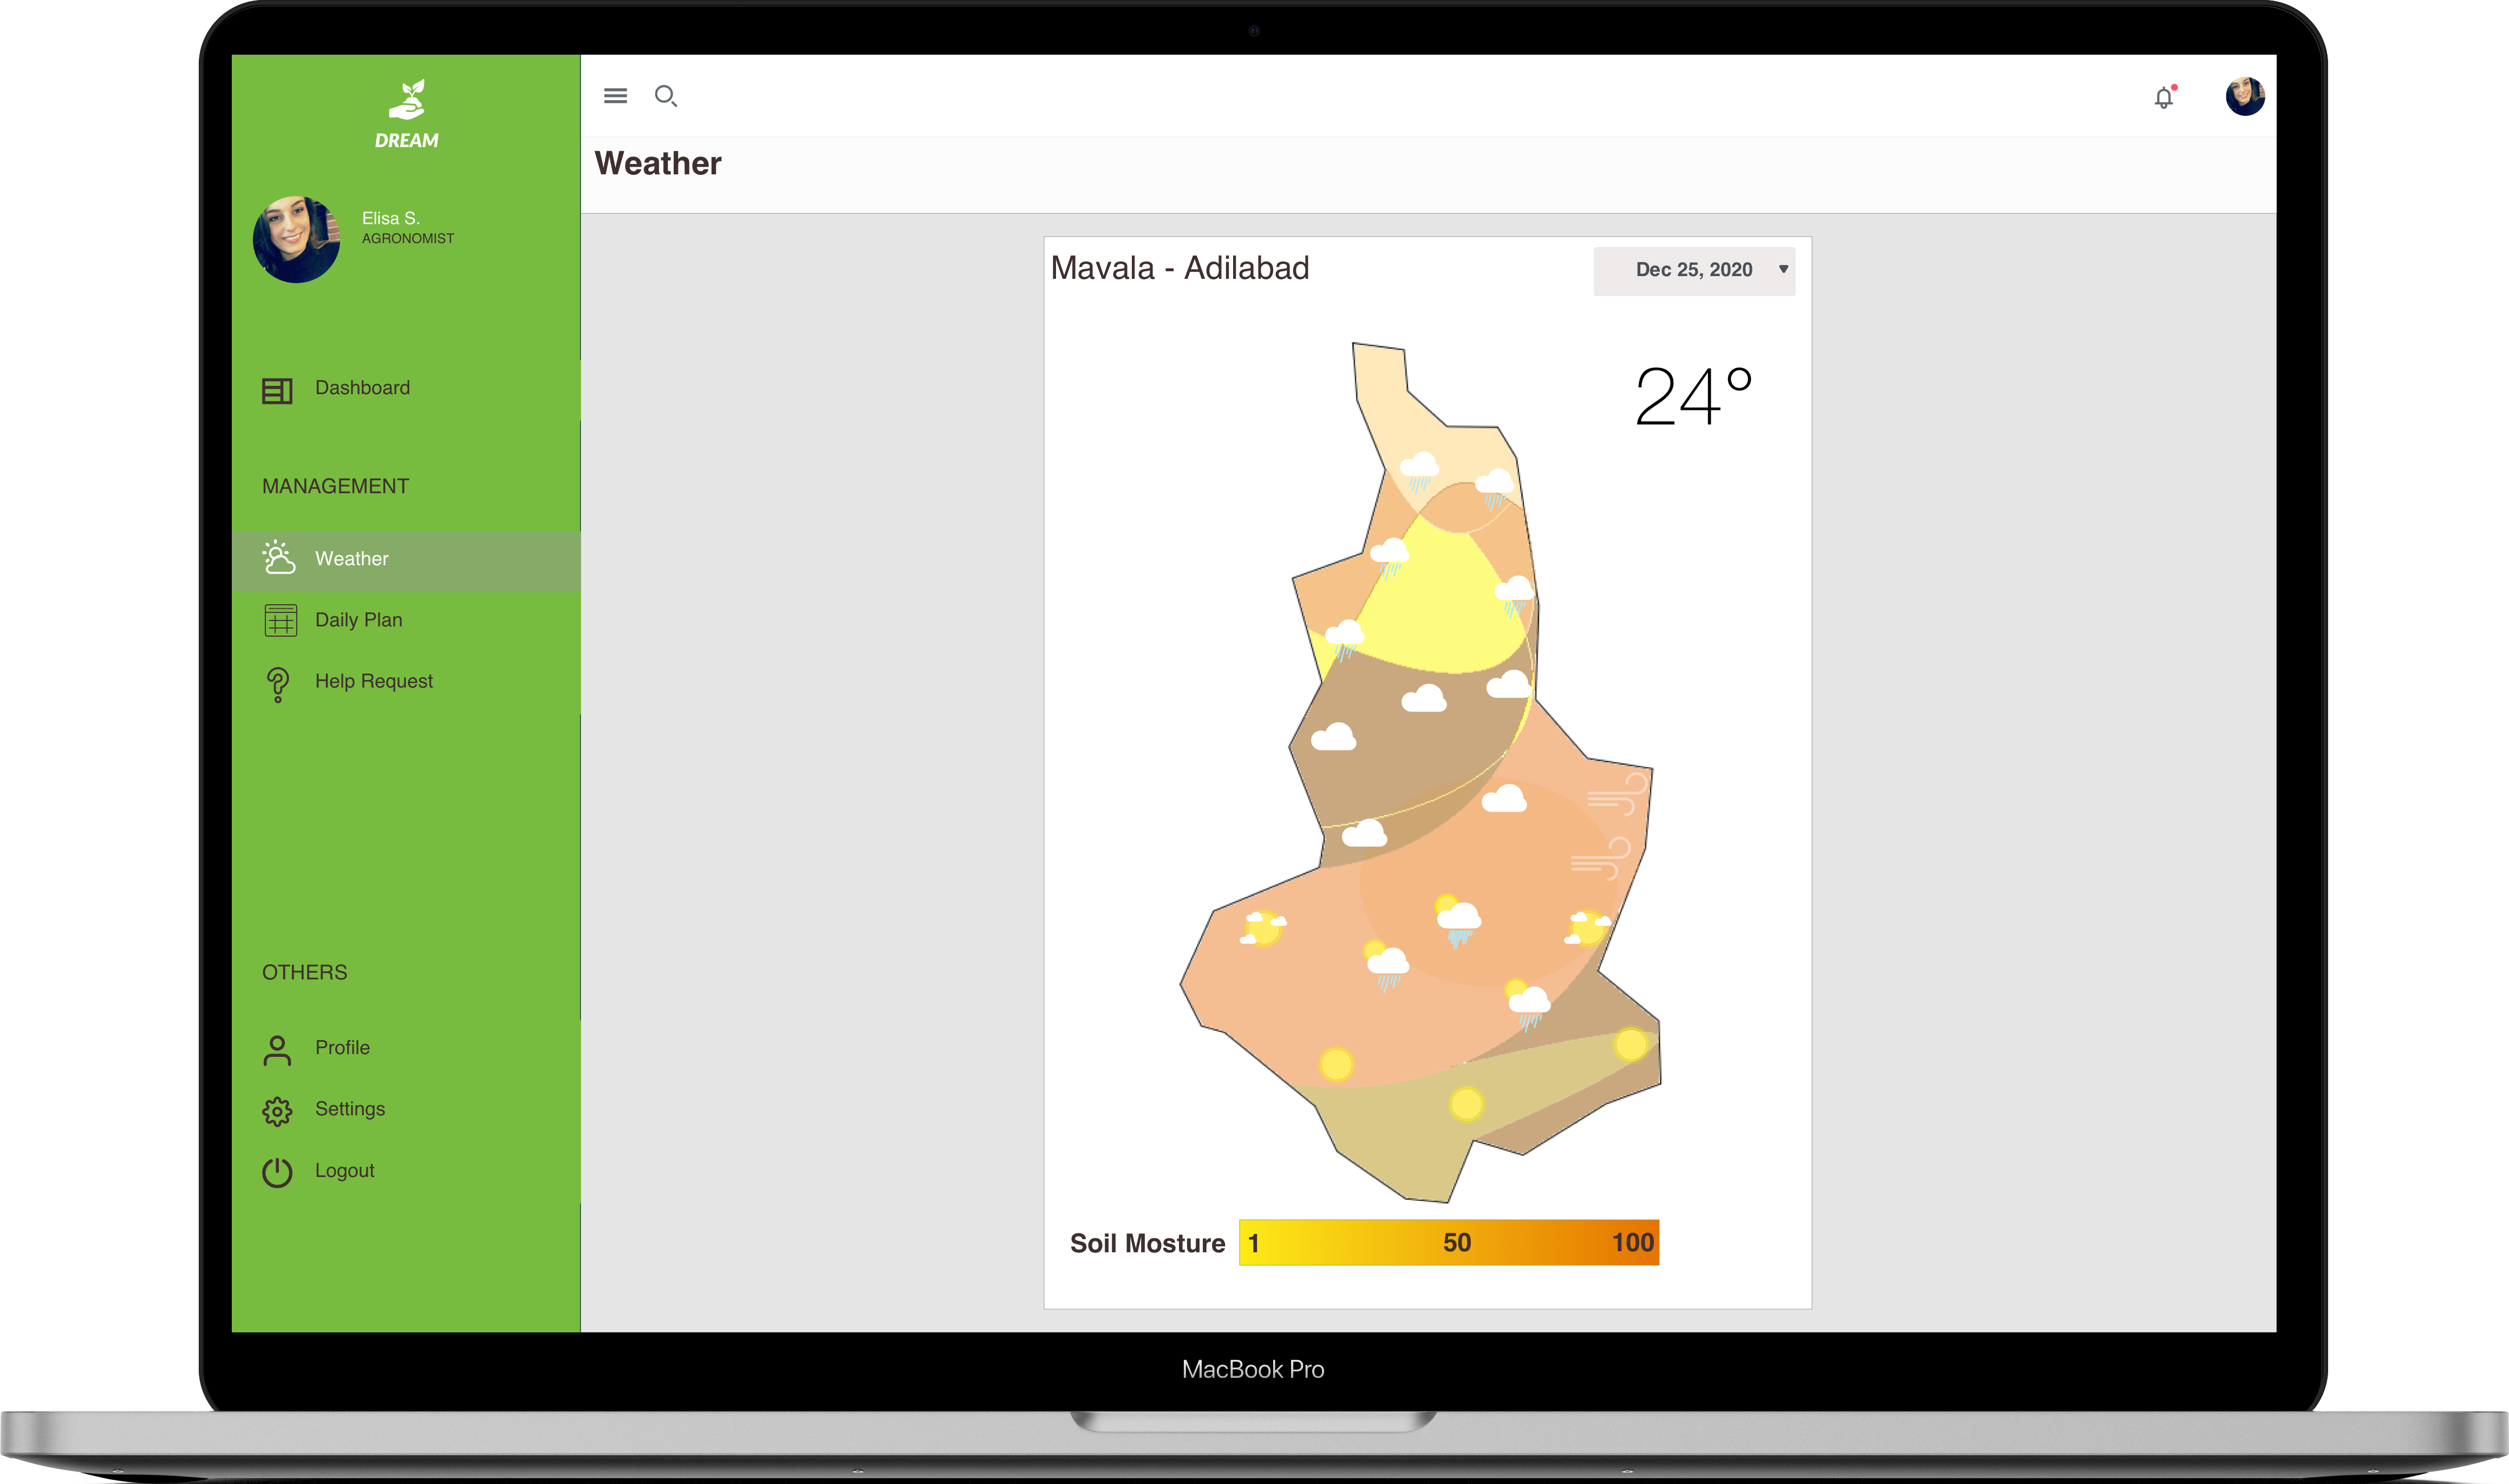 DREAM
Elisa S.
AGRONOMIST
Dashboard
MANAGEMENT
Weather
Daily Plan
Help Request
OTHERS
Profile
Settings
Logout
Weather
Mavala - Adilabad
Dec 25, 2020
24°
Soil Mosture
1 50 100
MacBook Pro